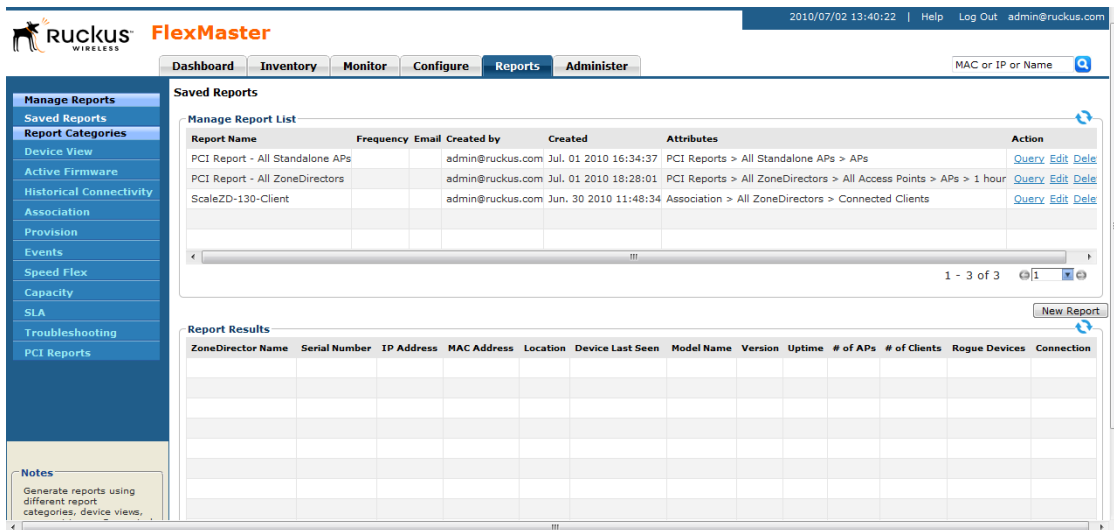 2010/07/02 13:40:22 | Help Log Out admin@ruckus.com
Ruckus WIRELESS FlexMaster
Dashboard Inventory Monitor Configure Reports Administer MAC or IP or Name
Manage Reports
Saved Reports
Report Categories
Device View
Active Firmware
Historical Connectivity
Association
Provision
Events
Speed Flex
Capacity
SLA
Troubleshooting
PCI Reports
Notes
Generate reports using
different report
categories, device views,
Saved Reports
Manage Report List
Report Name Frequency Email Created by Created Attributes Action
PCI Report - All Standalone APs admin@ruckus.com Jul. 01 2010 16:34:37 PCI Reports > All Standalone APs > APs Query Edit Dele
PCI Report - All ZoneDirectors admin@ruckus.com Jul. 01 2010 18:28:01 PCI Reports > All ZoneDirectors > All Access Points > APs > 1 hour Query Edit Dele
ScaleZD-130-Client admin@ruckus.com Jun. 30 2010 11:48:34 Association > All ZoneDirectors > Connected Clients Query Edit Dele
1 - 3 of 3 1
New Report
Report Results
ZoneDirector Name Serial Number IP Address MAC Address Location Device Last Seen Model Name Version Uptime # of APs # of Clients Rogue Devices Connection